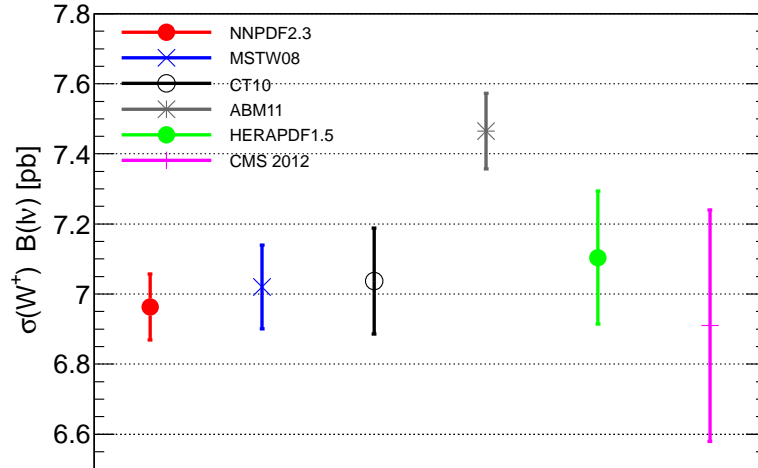 7.8
7.6
7.4
7.2
7
6.8
6.6
σ(W⁺) B(lν) [pb]
NNPDF2.3
MSTW08
CT10
ABM11
HERAPDF1.5
CMS 2012